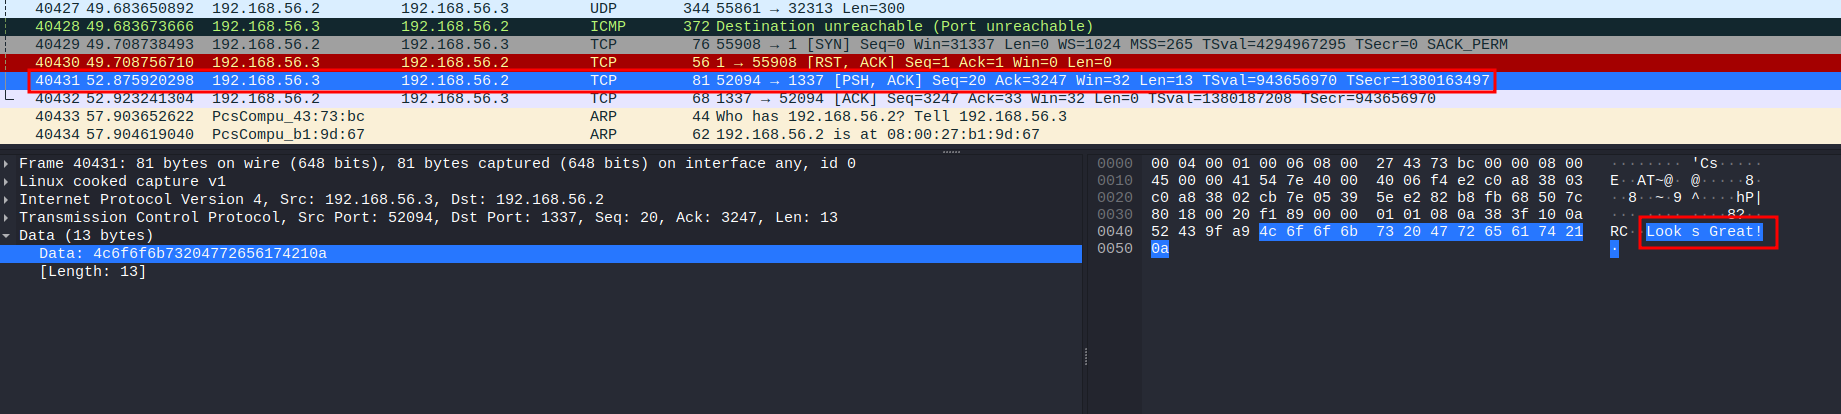 40427 49.683650892 192.168.56.2 192.168.56.3 UDP 344 55861 → 32313 Len=300
40428 49.683673666 192.168.56.3 192.168.56.2 ICMP 372 Destination unreachable (Port unreachable)
40429 49.708738493 192.168.56.2 192.168.56.3 TCP 76 55908 → 1 [SYN] Seq=0 Win=31337 Len=0 WS=1024 MSS=265 TSval=4294967295 TSecr=0 SACK_PERM
40430 49.708756710 192.168.56.3 192.168.56.2 TCP 56 1 → 55908 [RST, ACK] Seq=1 Ack=1 Win=0 Len=0
40431 52.875920298 192.168.56.3 192.168.56.2 TCP 81 52094 → 1337 [PSH, ACK] Seq=20 Ack=3247 Win=32 Len=13 TSval=943656970 TSecr=1380163497
40432 52.923241304 192.168.56.2 192.168.56.3 TCP 68 1337 → 52094 [ACK] Seq=3247 Ack=33 Win=32 Len=0 TSval=1380187208 TSecr=943656970
40433 57.903652622 PcsCompu_43:73:bc ARP 44 Who has 192.168.56.2? Tell 192.168.56.3
40434 57.904619040 PcsCompu_b1:9d:67 ARP 62 192.168.56.2 is at 08:00:27:b1:9d:67
Frame 40431: 81 bytes on wire (648 bits), 81 bytes captured (648 bits) on interface any, id 0
Linux cooked capture v1
Internet Protocol Version 4, Src: 192.168.56.3, Dst: 192.168.56.2
Transmission Control Protocol, Src Port: 52094, Dst Port: 1337, Seq: 20, Ack: 3247, Len: 13
Data (13 bytes)
Data: 4c6f6f6b73204772656174210a
[Length: 13]
0000 00 04 00 01 00 06 08 00 27 43 73 bc 00 00 08 00 ········ 'Cs·····
0010 45 00 00 41 54 7e 40 00 40 06 f4 e2 c0 a8 38 03 E··AT~@· @·····8·
0020 c0 a8 38 02 cb 7e 05 39 5e e2 82 b8 fb 68 50 7c ··8··~·9 ^····hP|
0030 80 18 00 20 f1 89 00 00 01 01 08 0a 38 3f 10 0a ··· ···· ····8?··
0040 52 43 9f a9 4c 6f 6f 6b 73 20 47 72 65 61 74 21 RC··Look s Great!
0050 0a ·